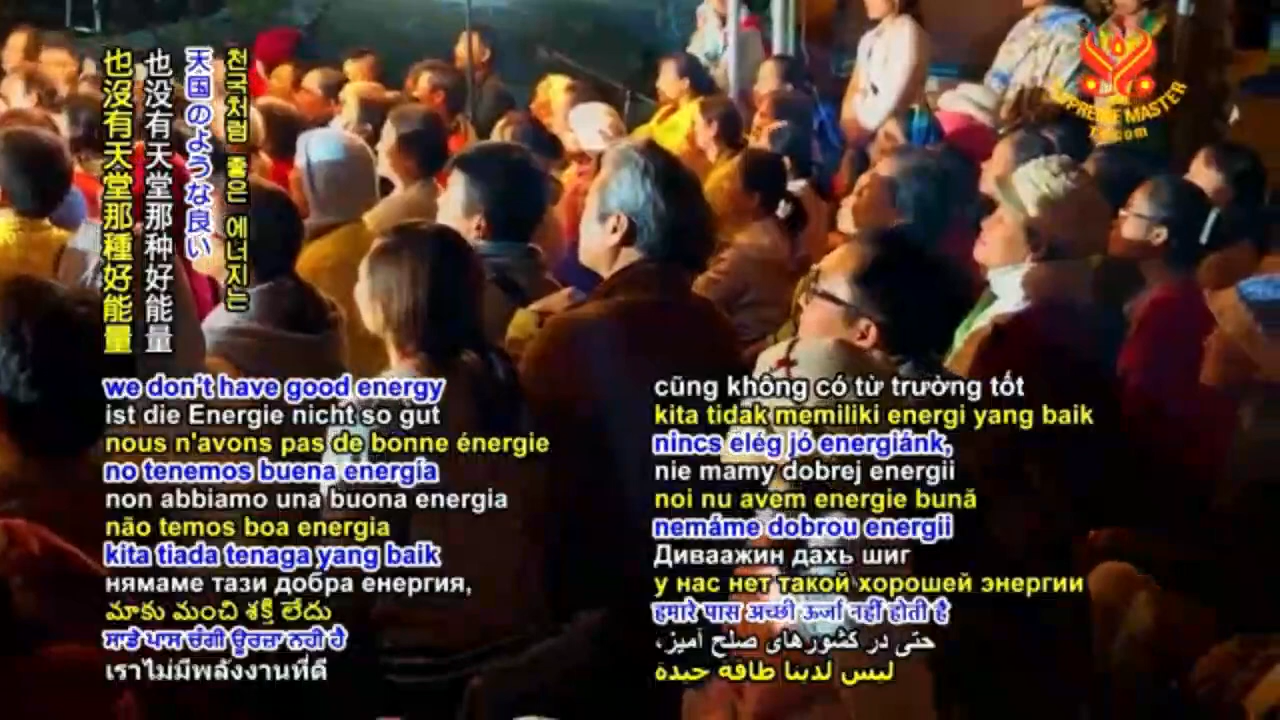 천국처럼 좋은 에너지는
天国のような良い
也没有天堂那种好能量
也沒有天堂那種好能量
SUPREME MASTER
TV.com
we don't have good energy
ist die Energie nicht so gut
nous n'avons pas de bonne énergie
no tenemos buena energía
non abbiamo una buona energia
não temos boa energia
kita tiada tenaga yang baik
нямаме тази добра енергия,
మాకు మంచి శక్తి లేదు
ਸਾਡੇ ਪਾਸ ਚੰਗੀ ਊਰਜਾ ਨਹੀ ਹੈ
เราไม่มีพลังงานที่ดี
cũng không có từ trường tốt
kita tidak memiliki energi yang baik
nincs elég jó energiánk,
nie mamy dobrej energii
noi nu avem energie bună
nemáme dobrou energii
Диваажин дахь шиг
у нас нет такой хорошей энергии
हमारे पास अच्छी ऊर्जा नहीं होती है
حتی در کشورهای صلح آمیز،
ليس لدينا طاقة جيدة